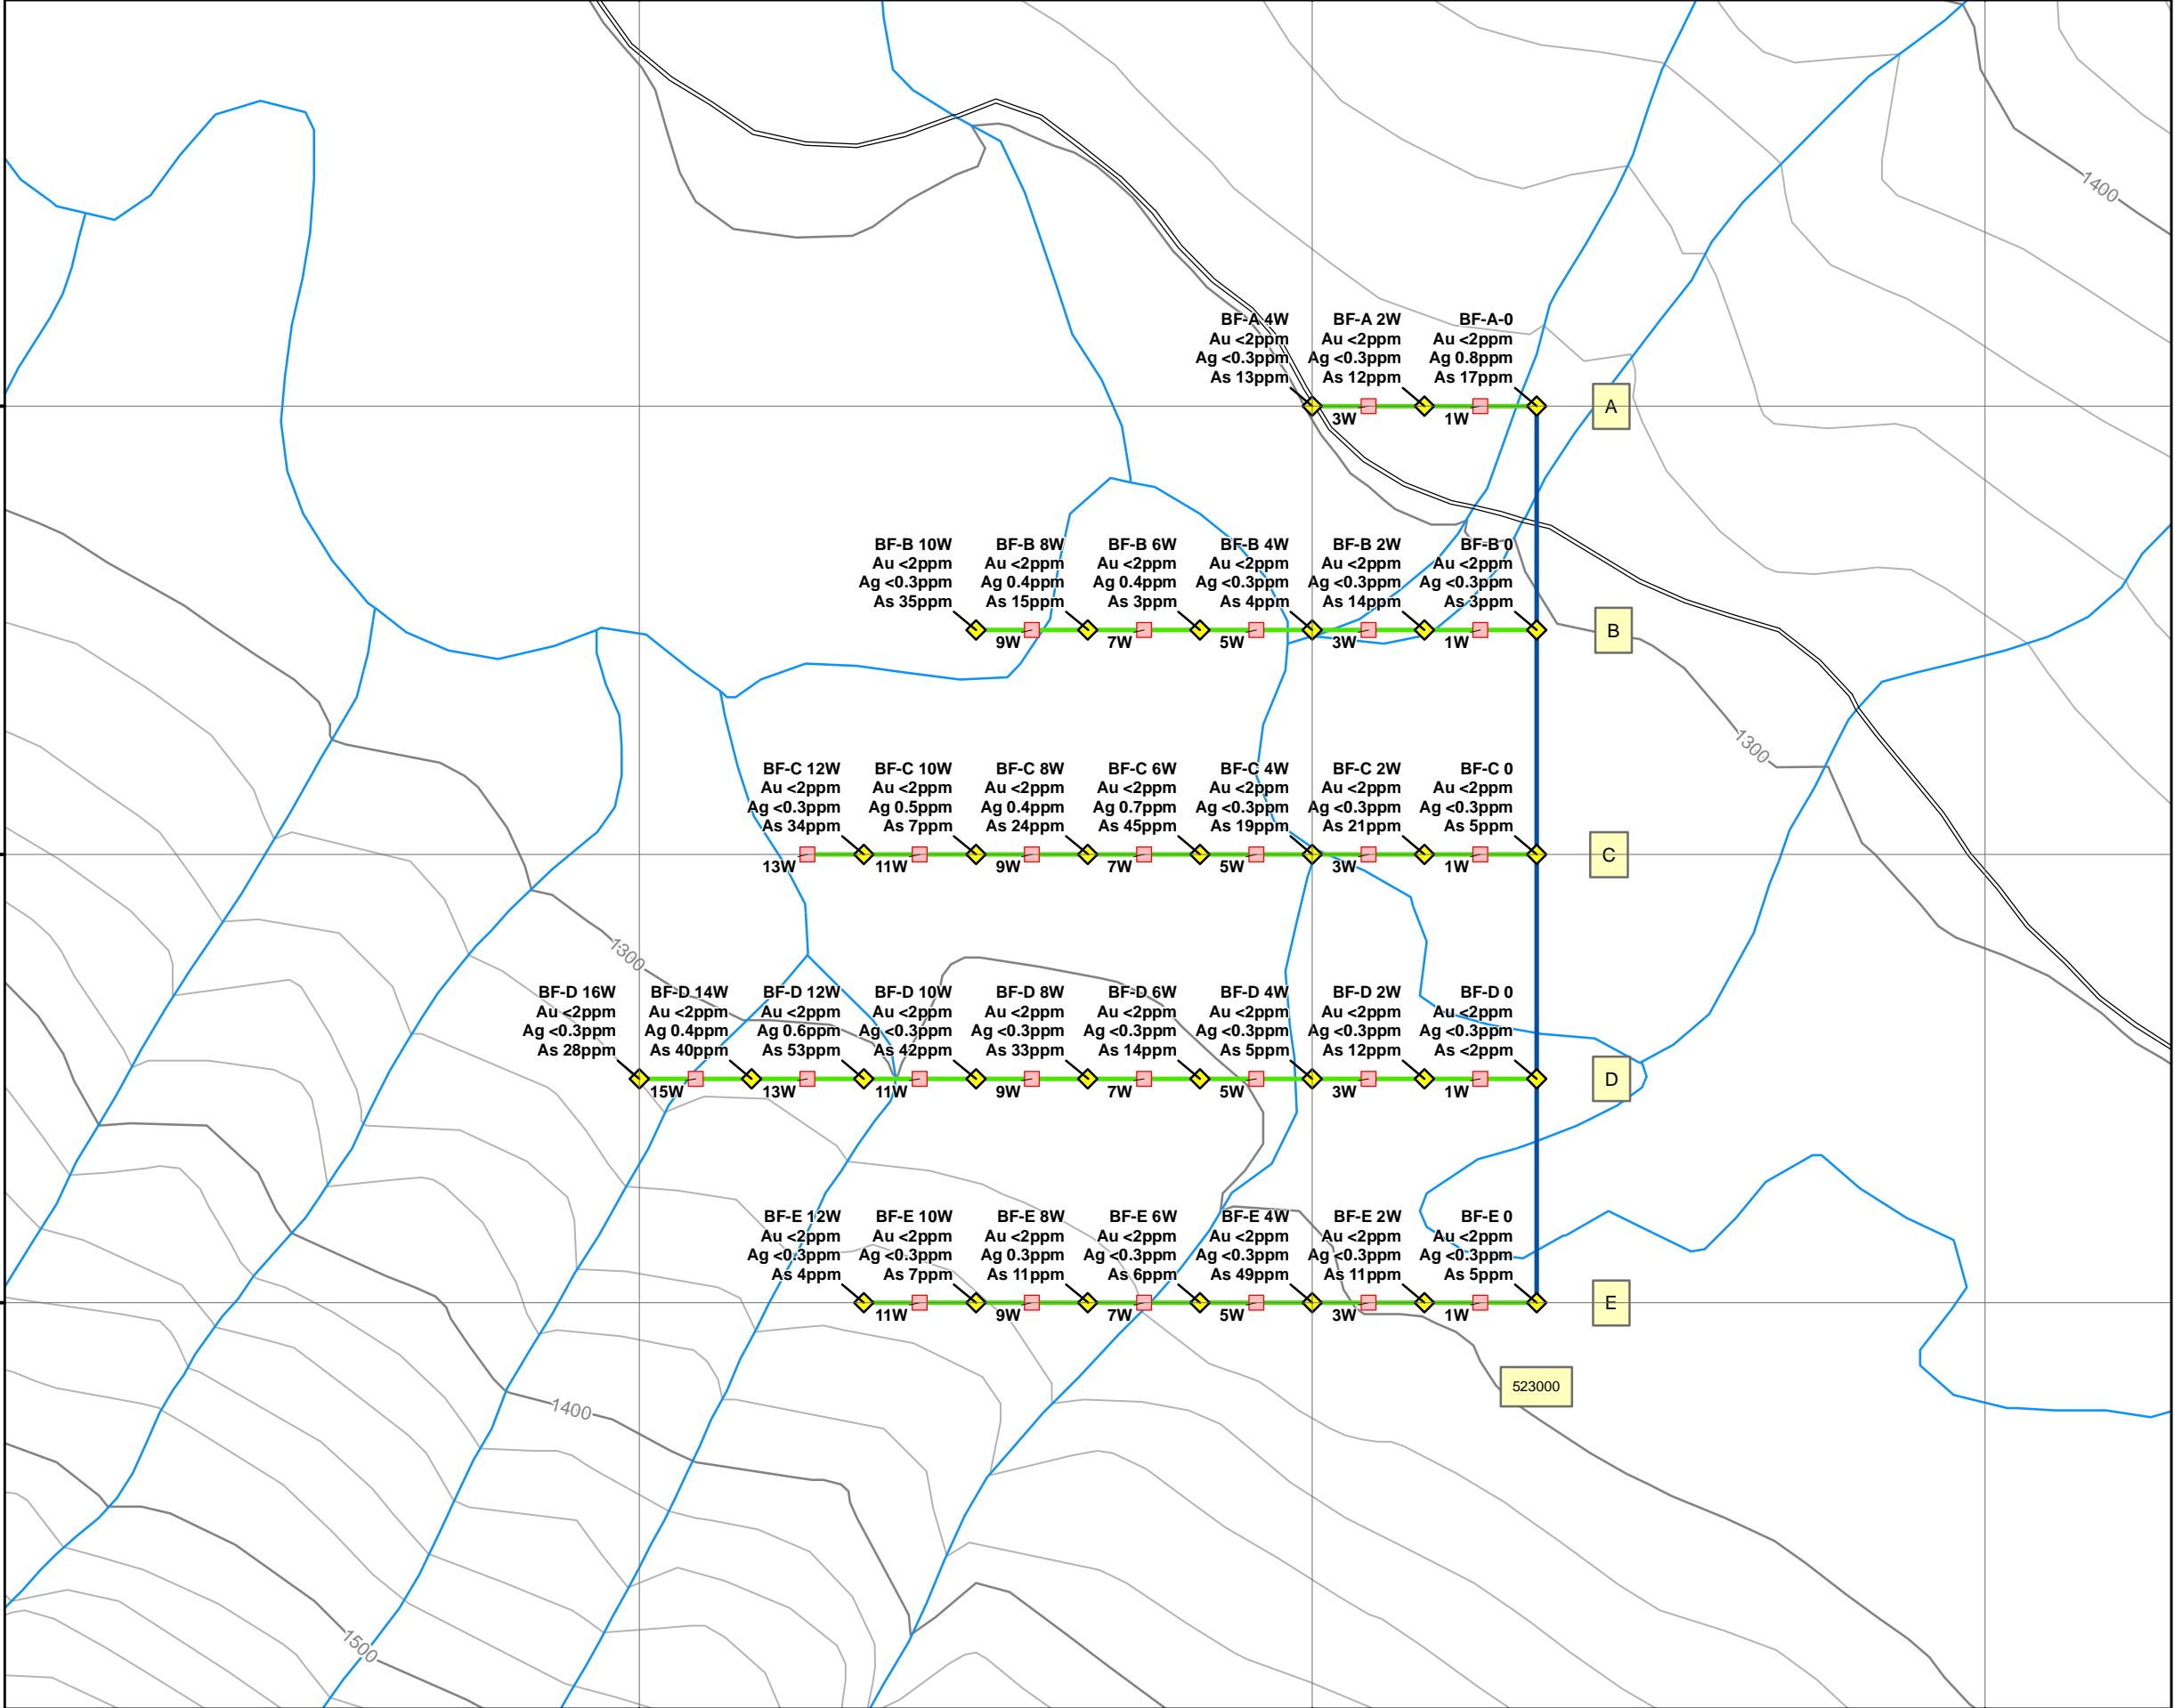 1400
BF-A 4W
Au <2ppm
Ag <0.3ppm
As 13ppm
BF-A 2W
Au <2ppm
Ag <0.3ppm
As 12ppm
BF-A-0
Au <2ppm
Ag 0.8ppm
As 17ppm
3W
1W
A
BF-B 10W
Au <2ppm
Ag <0.3ppm
As 35ppm
BF-B 8W
Au <2ppm
Ag 0.4ppm
As 15ppm
BF-B 6W
Au <2ppm
Ag 0.4ppm
As 3ppm
BF-B 4W
Au <2ppm
Ag <0.3ppm
As 4ppm
BF-B 2W
Au <2ppm
Ag <0.3ppm
As 14ppm
BF-B 0
Au <2ppm
Ag <0.3ppm
As 3ppm
9W
7W
5W
3W
1W
B
1300
BF-C 12W
Au <2ppm
Ag <0.3ppm
As 34ppm
BF-C 10W
Au <2ppm
Ag 0.5ppm
As 7ppm
BF-C 8W
Au <2ppm
Ag 0.4ppm
As 24ppm
BF-C 6W
Au <2ppm
Ag 0.7ppm
As 45ppm
BF-C 4W
Au <2ppm
Ag <0.3ppm
As 19ppm
BF-C 2W
Au <2ppm
Ag <0.3ppm
As 21ppm
BF-C 0
Au <2ppm
Ag <0.3ppm
As 5ppm
13W
11W
9W
7W
5W
3W
1W
C
1300
BF-D 16W
Au <2ppm
Ag <0.3ppm
As 28ppm
BF-D 14W
Au <2ppm
Ag 0.4ppm
As 40ppm
BF-D 12W
Au <2ppm
Ag 0.6ppm
As 53ppm
BF-D 10W
Au <2ppm
Ag <0.3ppm
As 42ppm
BF-D 8W
Au <2ppm
Ag <0.3ppm
As 33ppm
BF-D 6W
Au <2ppm
Ag <0.3ppm
As 14ppm
BF-D 4W
Au <2ppm
Ag <0.3ppm
As 5ppm
BF-D 2W
Au <2ppm
Ag <0.3ppm
As 12ppm
BF-D 0
Au <2ppm
Ag <0.3ppm
As <2ppm
15W
13W
11W
9W
7W
5W
3W
1W
D
BF-E 12W
Au <2ppm
Ag <0.3ppm
As 4ppm
BF-E 10W
Au <2ppm
Ag <0.3ppm
As 7ppm
BF-E 8W
Au <2ppm
Ag 0.3ppm
As 11ppm
BF-E 6W
Au <2ppm
Ag <0.3ppm
As 6ppm
BF-E 4W
Au <2ppm
Ag <0.3ppm
As 49ppm
BF-E 2W
Au <2ppm
Ag <0.3ppm
As 11ppm
BF-E 0
Au <2ppm
Ag <0.3ppm
As 5ppm
11W
9W
7W
5W
3W
1W
E
523000
1400
1500